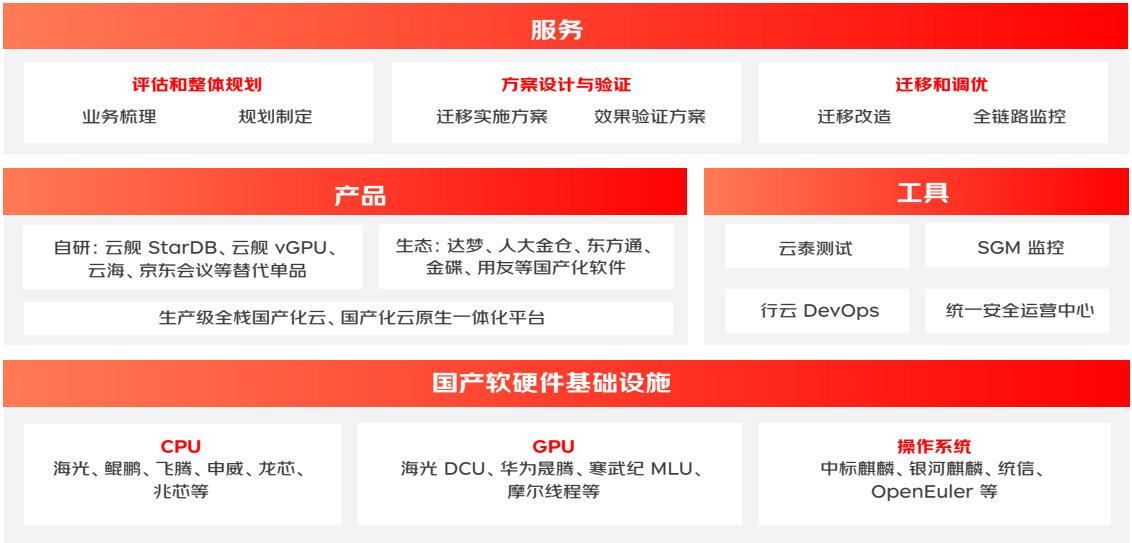 服务
评估和整体规划
业务梳理
规划制定
方案设计与验证
迁移实施方案
效果验证方案
迁移和调优
迁移改造
全链路监控
产品
自研: 云舰 StarDB、云舰 vGPU、
云海、京东会议等替代单品
生态: 达梦、人大金仓、东方通、
金碟、用友等国产化软件
生产级全栈国产化云、国产化云原生一体化平台
工具
云泰测试
SGM 监控
行云 DevOps
统一安全运营中心
国产软硬件基础设施
CPU
海光、鲲鹏、飞腾、申威、龙芯、
兆芯等
GPU
海光 DCU、华为晟腾、寒武纪 MLU、
摩尔线程等
操作系统
中标麒麟、银河麒麟、统信、
OpenEuler 等